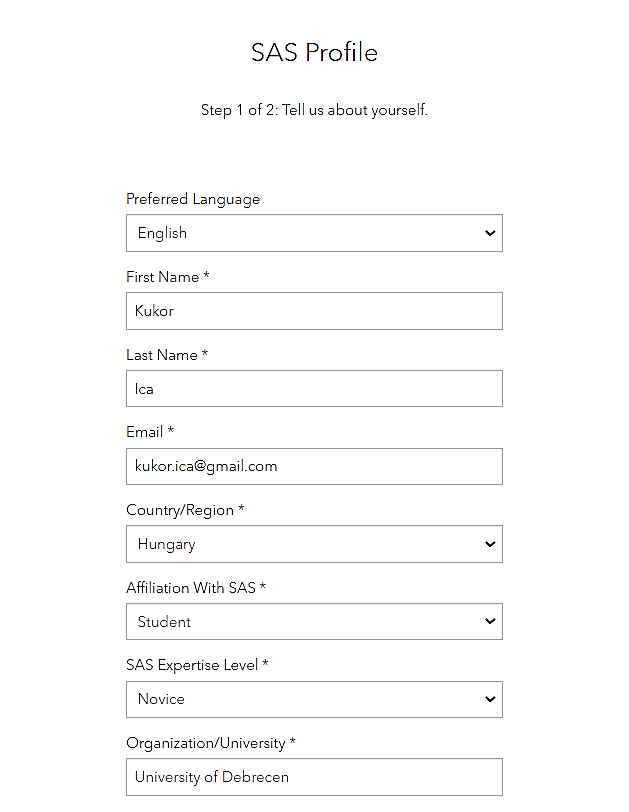 SAS Profile
Step 1 of 2: Tell us about yourself.
Preferred Language
English
First Name *
Kukor
Last Name *
Ica
Email *
kukor.ica@gmail.com
Country/Region *
Hungary
Affiliation With SAS *
Student
SAS Expertise Level *
Novice
Organization/University *
University of Debrecen